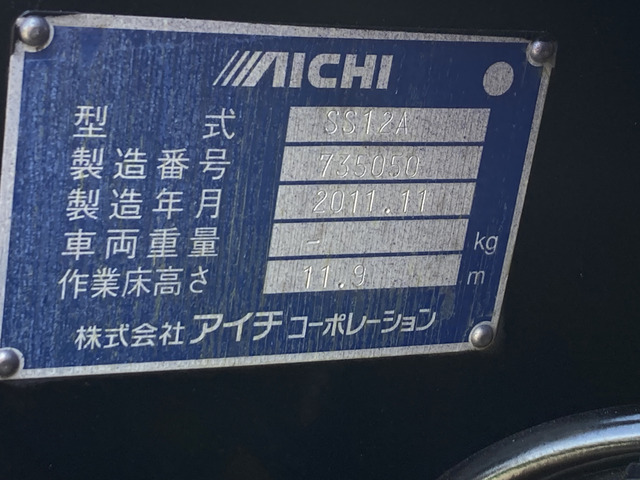 AICHI
型 式 SS12A
製造番号 735050
製造年月 2011.11
車両重量 - kg
作業床高さ 11.9 m
株式会社 アイチ コーポレーション